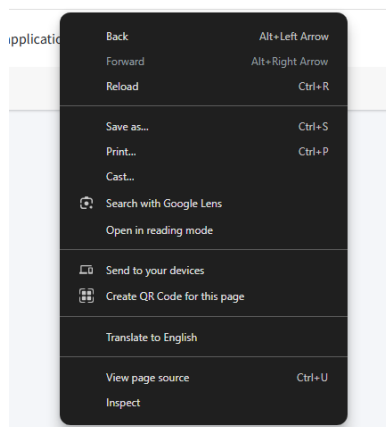 applicatio
Back Alt+Left Arrow
Forward Alt+Right Arrow
Reload Ctrl+R
Save as... Ctrl+S
Print... Ctrl+P
Cast...
Search with Google Lens
Open in reading mode
Send to your devices
Create QR Code for this page
Translate to English
View page source Ctrl+U
Inspect